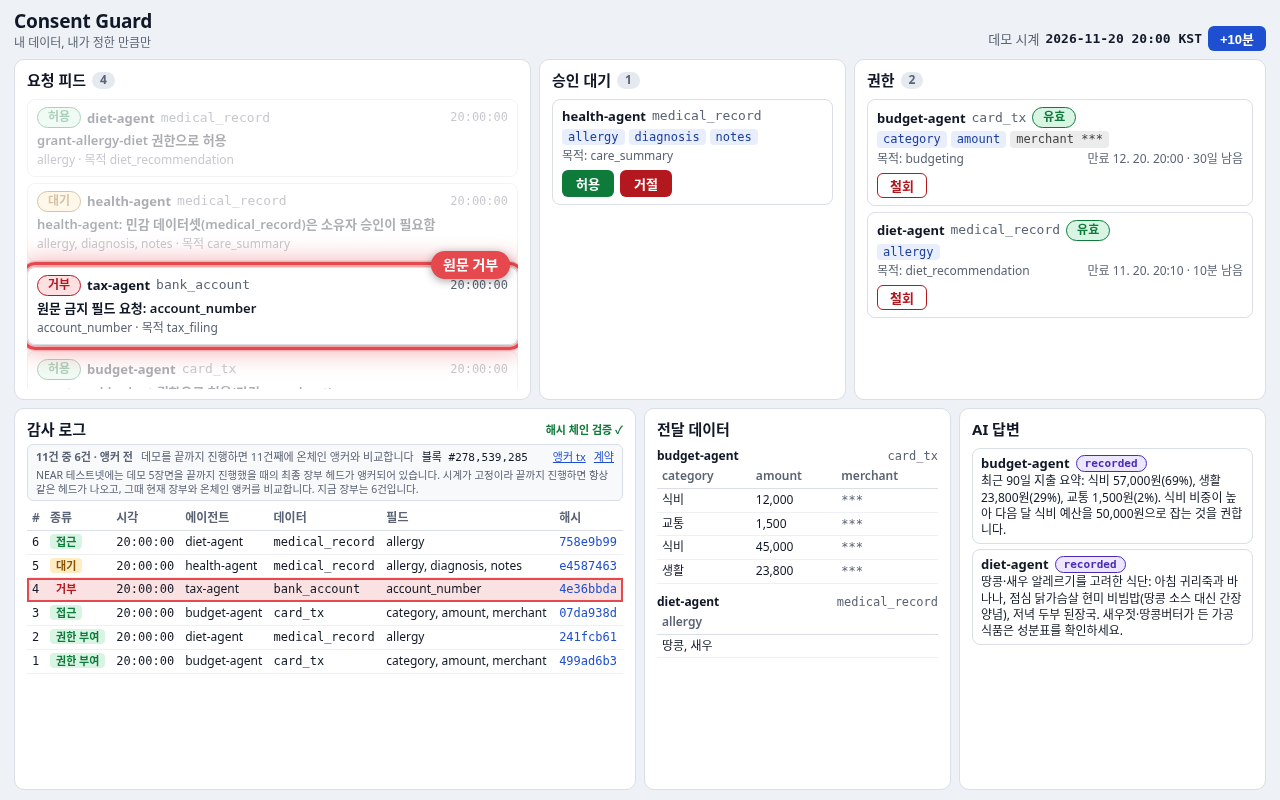 Consent Guard
내 데이터, 내가 정한 만큼만
데모 시계 2026-11-20 20:00 KST +10분
요청 피드 4
허용 diet-agent medical_record 20:00:00
grant-allergy-diet 권한으로 허용
allergy · 목적 diet_recommendation
대기 health-agent medical_record 20:00:00
health-agent: 민감 데이터셋(medical_record)은 소유자 승인이 필요함
allergy, diagnosis, notes · 목적 care_summary
원문 거부
거부 tax-agent bank_account 20:00:00
원문 금지 필드 요청: account_number
account_number · 목적 tax_filing
허용 budget-agent card_tx 20:00:00
승인 대기 1
health-agent medical_record
allergy diagnosis notes
목적: care_summary
허용 거절
권한 2
budget-agent card_tx 유효
category amount merchant ***
목적: budgeting 만료 12. 20. 20:00 · 30일 남음
철회
diet-agent medical_record 유효
allergy
목적: diet_recommendation 만료 11. 20. 20:10 · 10분 남음
철회
감사 로그 해시 체인 검증 ✓
11건 중 6건 · 앵커 전 데모를 끝까지 진행하면 11건째에 온체인 앵커와 비교합니다 블록 #278,539,285 앵커 tx 계약
NEAR 테스트넷에는 데모 5장면을 끝까지 진행했을 때의 최종 장부 헤드가 앵커되어 있습니다. 시계가 고정이라 끝까지 진행하면 항상
같은 헤드가 나오고, 그때 현재 장부와 온체인 앵커를 비교합니다. 지금 장부는 6건입니다.
# 종류 시각 에이전트 데이터 필드 해시
6 접근 20:00:00 diet-agent medical_record allergy 758e9b99
5 대기 20:00:00 health-agent medical_record allergy, diagnosis, notes e4587463
4 거부 20:00:00 tax-agent bank_account account_number 4e36bbda
3 접근 20:00:00 budget-agent card_tx category, amount, merchant 07da938d
2 권한 부여 20:00:00 diet-agent medical_record allergy 241fcb61
1 권한 부여 20:00:00 budget-agent card_tx category, amount, merchant 499ad6b3
전달 데이터
budget-agent card_tx
category amount merchant
식비 12,000 ***
교통 1,500 ***
식비 45,000 ***
생활 23,800 ***
diet-agent medical_record
allergy
땅콩, 새우
AI 답변
budget-agent recorded
최근 90일 지출 요약: 식비 57,000원(69%), 생활
23,800원(29%), 교통 1,500원(2%). 식비 비중이 높
아 다음 달 식비 예산을 50,000원으로 잡는 것을 권합
니다.
diet-agent recorded
땅콩·새우 알레르기를 고려한 식단: 아침 귀리죽과 바
나나, 점심 닭가슴살 현미 비빔밥(땅콩 소스 대신 간장
양념), 저녁 두부 된장국. 새우젓·땅콩버터가 든 가공
식품은 성분표를 확인하세요.